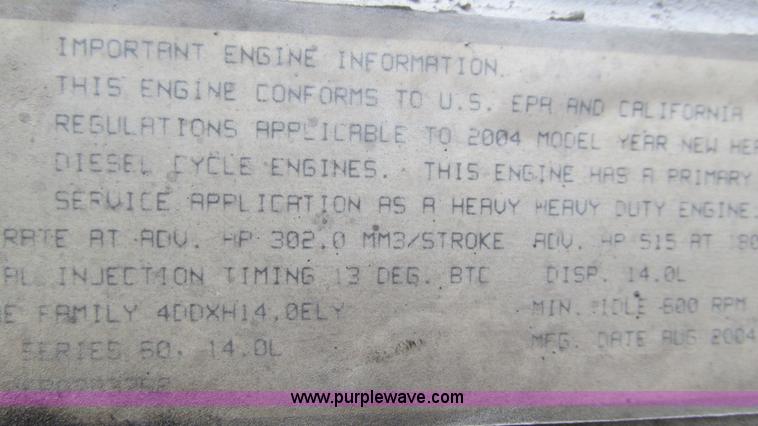 IMPORTANT ENGINE INFORMATION
THIS ENGINE CONFORMS TO U.S. EPA AND CALIFORNIA
REGULATIONS APPLICABLE TO 2004 MODEL YEAR NEW HEA
DIESEL CYCLE ENGINES. THIS ENGINE HAS A PRIMARY
SERVICE APPLICATION AS A HEAVY HEAVY DUTY ENGINE.
RATE AT ADV. HP 302.0 MM3/STROKE ADV. HP 515 AT 180
AL INJECTION TIMING 13 DEG. BTC DISP. 14.0L
E FAMILY 4DDXH14.0ELY MIN. IDLE 600 RPM
SERIES 60, 14.0L MFG. DATE AUG 2004
www.purplewave.com